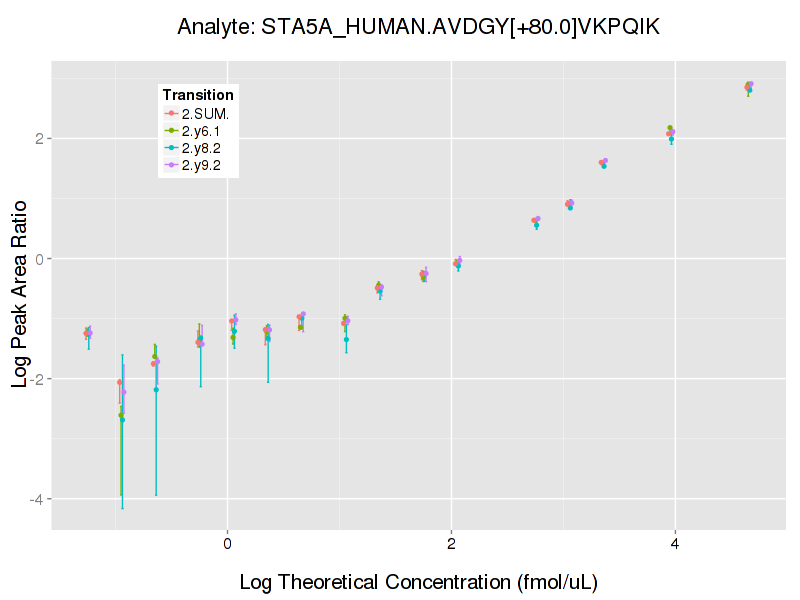 Analyte: STA5A_HUMAN.AVDGY[+80.0]VKPQIK
Transition
2.SUM.
2.y6.1
2.y8.2
2.y9.2
Log Peak Area Ratio
2
0
-2
-4
0 2 4
Log Theoretical Concentration (fmol/uL)